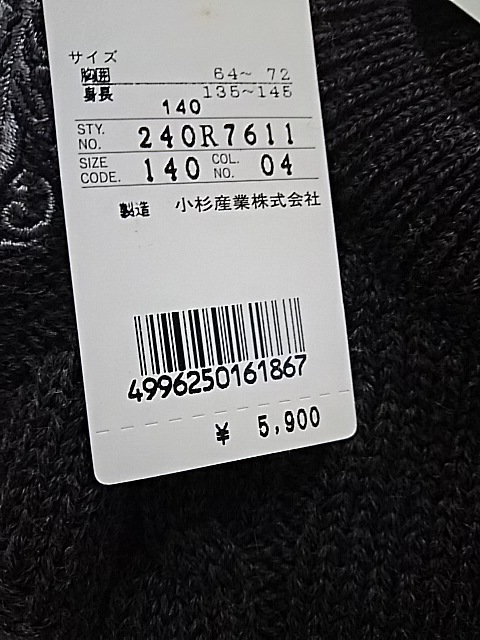 サイズ
胸囲 64～ 72
身長 135～145
140
STY. NO. 240R7611
SIZE CODE. 140 COL. NO. 04
製造 小杉産業株式会社
4996250161867
¥ 5,900